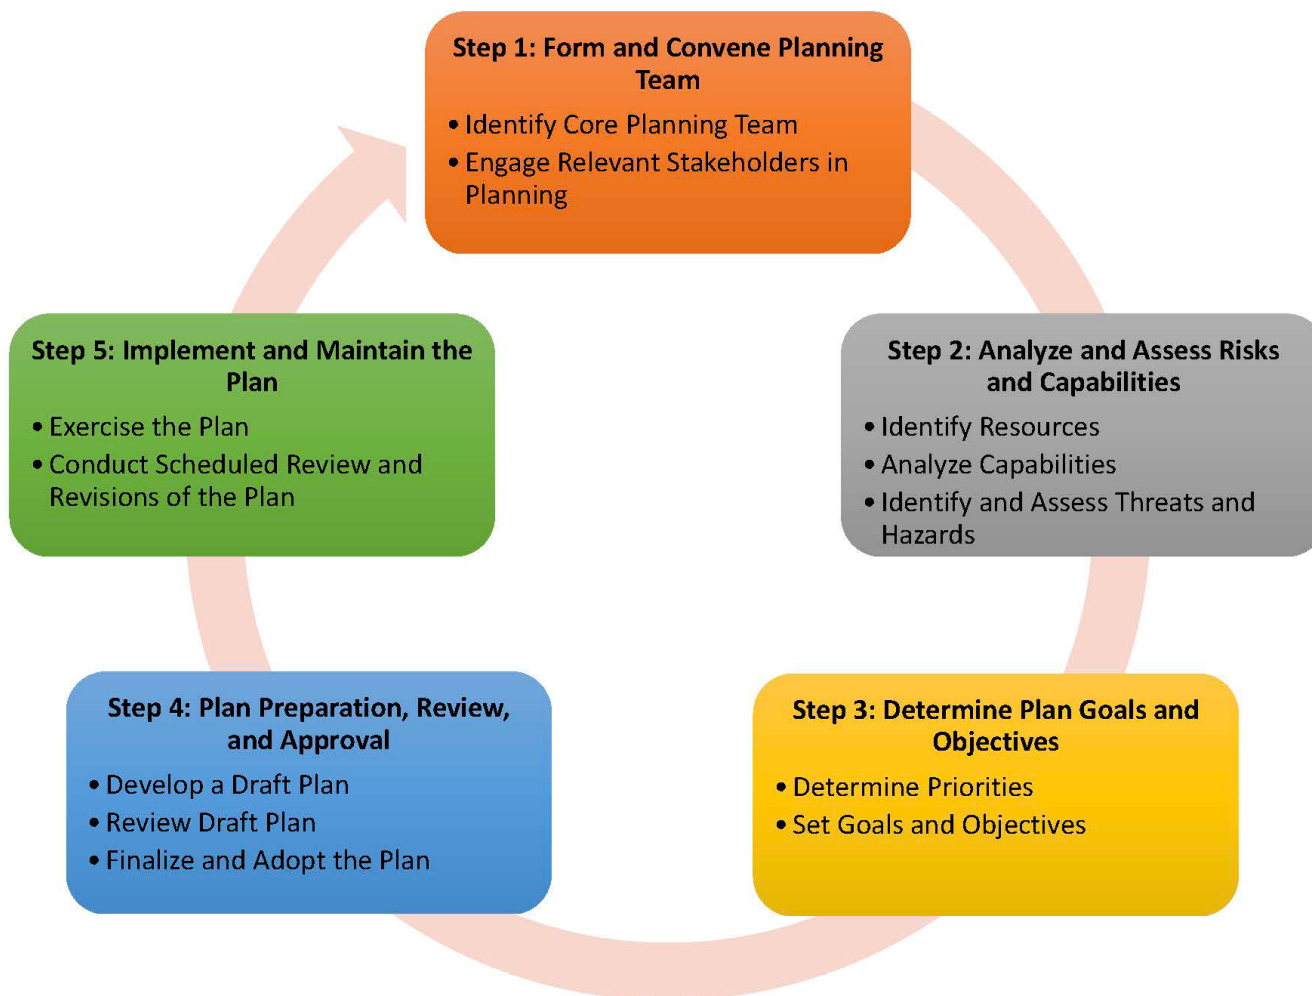 Step 1: Form and Convene Planning
Team
• Identify Core Planning Team
• Engage Relevant Stakeholders in
Planning
Step 2: Analyze and Assess Risks
and Capabilities
• Identify Resources
• Analyze Capabilities
• Identify and Assess Threats and
Hazards
Step 3: Determine Plan Goals and
Objectives
• Determine Priorities
• Set Goals and Objectives
Step 4: Plan Preparation, Review,
and Approval
• Develop a Draft Plan
• Review Draft Plan
• Finalize and Adopt the Plan
Step 5: Implement and Maintain the
Plan
• Exercise the Plan
• Conduct Scheduled Review and
Revisions of the Plan